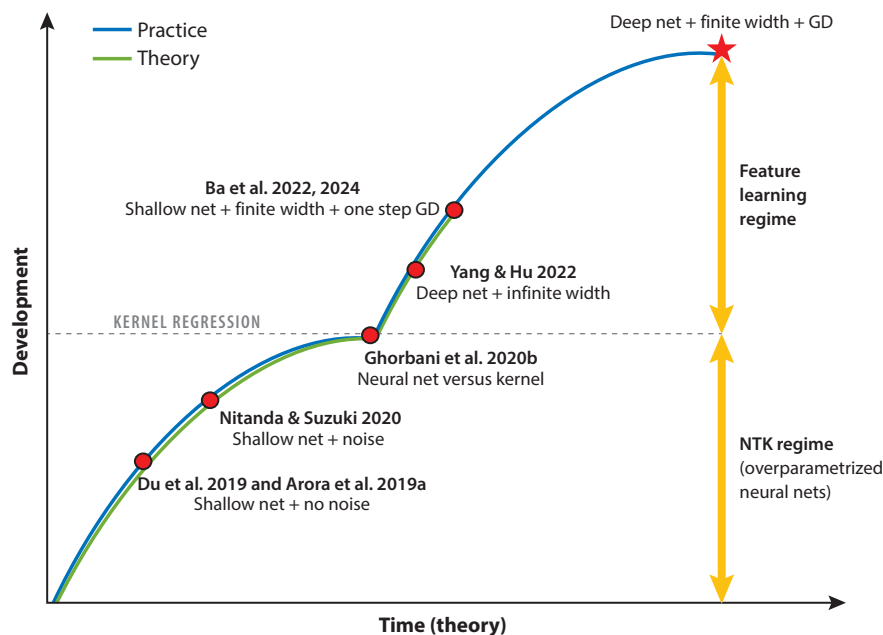 Practice
Theory
Deep net + finite width + GD
Ba et al. 2022, 2024
Shallow net + finite width + one step GD
Feature
learning
regime
Yang & Hu 2022
Deep net + infinite width
KERNEL REGRESSION
Ghorbani et al. 2020b
Neural net versus kernel
Nitanda & Suzuki 2020
Shallow net + noise
NTK regime
(overparametrized
neural nets)
Du et al. 2019 and Arora et al. 2019a
Shallow net + no noise
Development
Time (theory)